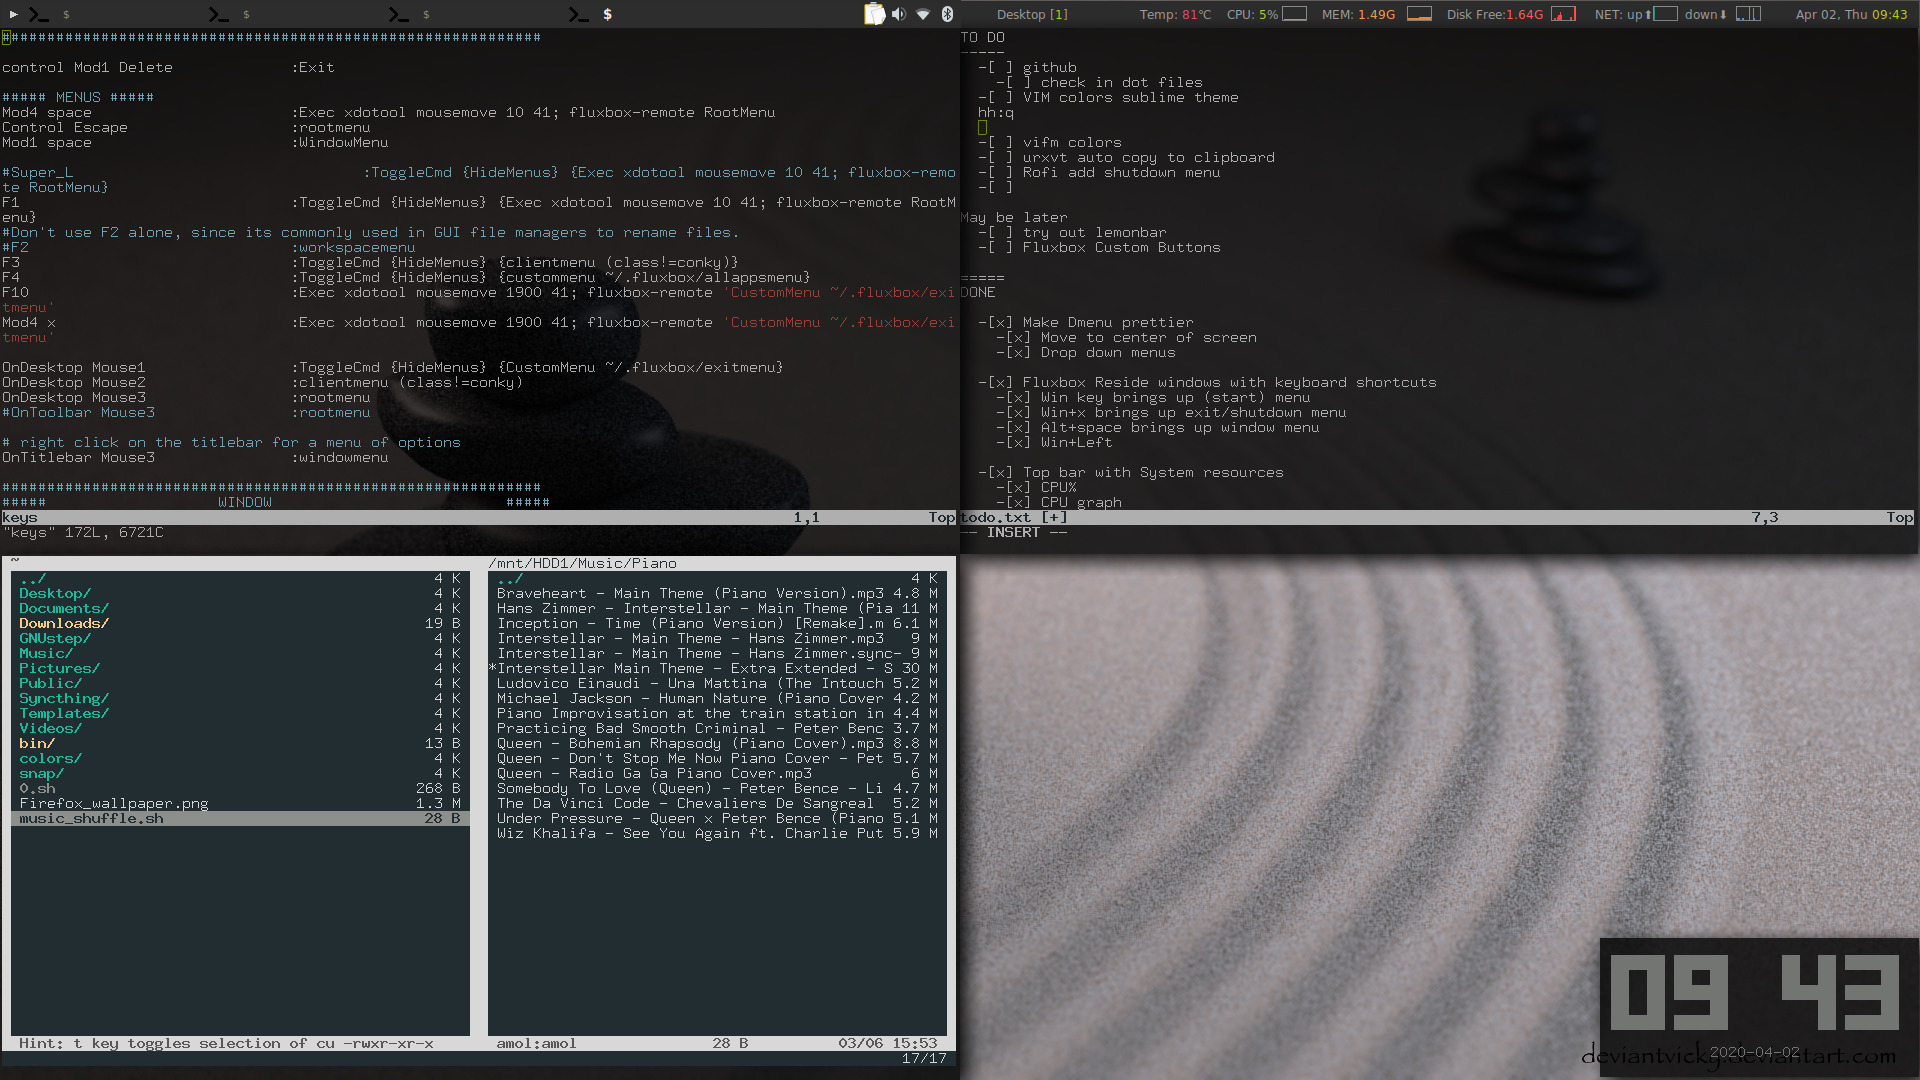 $ $ $ $
Desktop [1] Temp: 81°C CPU: 5% MEM: 1.49G Disk Free:1.64G NET: up down Apr 02, Thu 09:43
############################################################
control Mod1 Delete :Exit
##### MENUS #####
Mod4 space :Exec xdotool mousemove 10 41; fluxbox-remote RootMenu
Control Escape :rootmenu
Mod1 space :WindowMenu
#Super_L :ToggleCmd {HideMenus} {Exec xdotool mousemove 10 41; fluxbox-remo
te RootMenu}
F1 :ToggleCmd {HideMenus} {Exec xdotool mousemove 10 41; fluxbox-remote RootM
enu}
#Don't use F2 alone, since its commonly used in GUI file managers to rename files.
#F2 :workspacemenu
F3 :ToggleCmd {HideMenus} {clientmenu (class!=conky)}
F4 :ToggleCmd {HideMenus} {custommenu ~/.fluxbox/allappsmenu}
F10 :Exec xdotool mousemove 1900 41; fluxbox-remote 'CustomMenu ~/.fluxbox/exi
tmenu'
Mod4 x :Exec xdotool mousemove 1900 41; fluxbox-remote 'CustomMenu ~/.fluxbox/exi
tmenu'
OnDesktop Mouse1 :ToggleCmd {HideMenus} {CustomMenu ~/.fluxbox/exitmenu}
OnDesktop Mouse2 :clientmenu (class!=conky)
OnDesktop Mouse3 :rootmenu
#OnToolbar Mouse3 :rootmenu
# right click on the titlebar for a menu of options
OnTitlebar Mouse3 :windowmenu
############################################################
##### WINDOW #####
keys 1,1 Top
"keys" 172L, 6721C
TO DO
-----
-[ ] github
-[ ] check in dot files
-[ ] VIM colors sublime theme
hh:q
-[ ] vifm colors
-[ ] urxvt auto copy to clipboard
-[ ] Rofi add shutdown menu
-[ ]
May be later
-[ ] try out lemonbar
-[ ] Fluxbox Custom Buttons
=====
DONE
-[x] Make Dmenu prettier
-[x] Move to center of screen
-[x] Drop down menus
-[x] Fluxbox Reside windows with keyboard shortcuts
-[x] Win key brings up (start) menu
-[x] Win+x brings up exit/shutdown menu
-[x] Alt+space brings up window menu
-[x] Win+Left
-[x] Top bar with System resources
-[x] CPU%
-[x] CPU graph
todo.txt [+] 7,3 Top
-- INSERT --
~
../ 4 K
Desktop/ 4 K
Documents/ 4 K
Downloads/ 19 B
GNUstep/ 4 K
Music/ 4 K
Pictures/ 4 K
Public/ 4 K
Syncthing/ 4 K
Templates/ 4 K
Videos/ 4 K
bin/ 13 B
colors/ 4 K
snap/ 4 K
0.sh 268 B
Firefox_wallpaper.png 1.3 M
music_shuffle.sh 28 B
/mnt/HDD1/Music/Piano
../ 4 K
Braveheart - Main Theme (Piano Version).mp3 4.8 M
Hans Zimmer - Interstellar - Main Theme (Pia 11 M
Inception - Time (Piano Version) [Remake].m 6.1 M
Interstellar - Main Theme - Hans Zimmer.mp3 9 M
Interstellar - Main Theme - Hans Zimmer.sync- 9 M
*Interstellar Main Theme - Extra Extended - S 30 M
Ludovico Einaudi - Una Mattina (The Intouch 5.2 M
Michael Jackson - Human Nature (Piano Cover 4.2 M
Piano Improvisation at the train station in 4.4 M
Practicing Bad Smooth Criminal - Peter Benc 3.7 M
Queen - Bohemian Rhapsody (Piano Cover).mp3 8.8 M
Queen - Don't Stop Me Now Piano Cover - Pet 5.7 M
Queen - Radio Ga Ga Piano Cover.mp3 6 M
Somebody To Love (Queen) - Peter Bence - Li 4.7 M
The Da Vinci Code - Chevaliers De Sangreal 5.2 M
Under Pressure - Queen x Peter Bence (Piano 5.1 M
Wiz Khalifa - See You Again ft. Charlie Put 5.9 M
Hint: t key toggles selection of cu -rwxr-xr-x amol:amol 28 B 03/06 15:53
17/17
09 43
2020-04-02
deviantvicky.deviantart.com